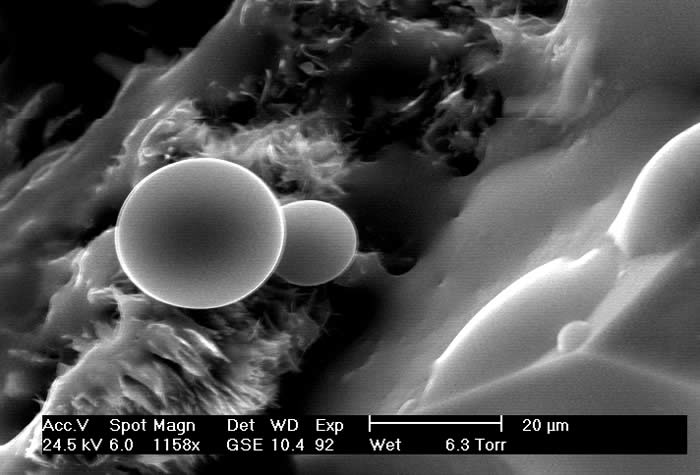 Acc.V Spot Magn Det WD Exp 20 µm
24.5 kV 6.0 1158x GSE 10.4 92 Wet 6.3 Torr